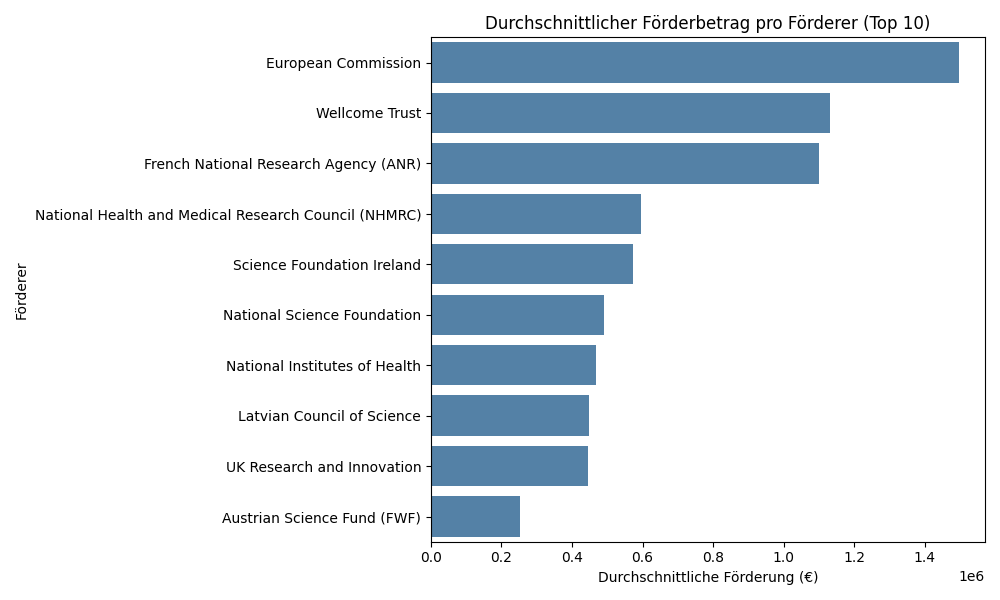 Durchschnittlicher Förderbetrag pro Förderer (Top 10)
European Commission
Wellcome Trust
French National Research Agency (ANR)
National Health and Medical Research Council (NHMRC)
Science Foundation Ireland
National Science Foundation
National Institutes of Health
Latvian Council of Science
UK Research and Innovation
Austrian Science Fund (FWF)
Förderer
0.0 0.2 0.4 0.6 0.8 1.0 1.2 1.4
1e6
Durchschnittliche Förderung (€)